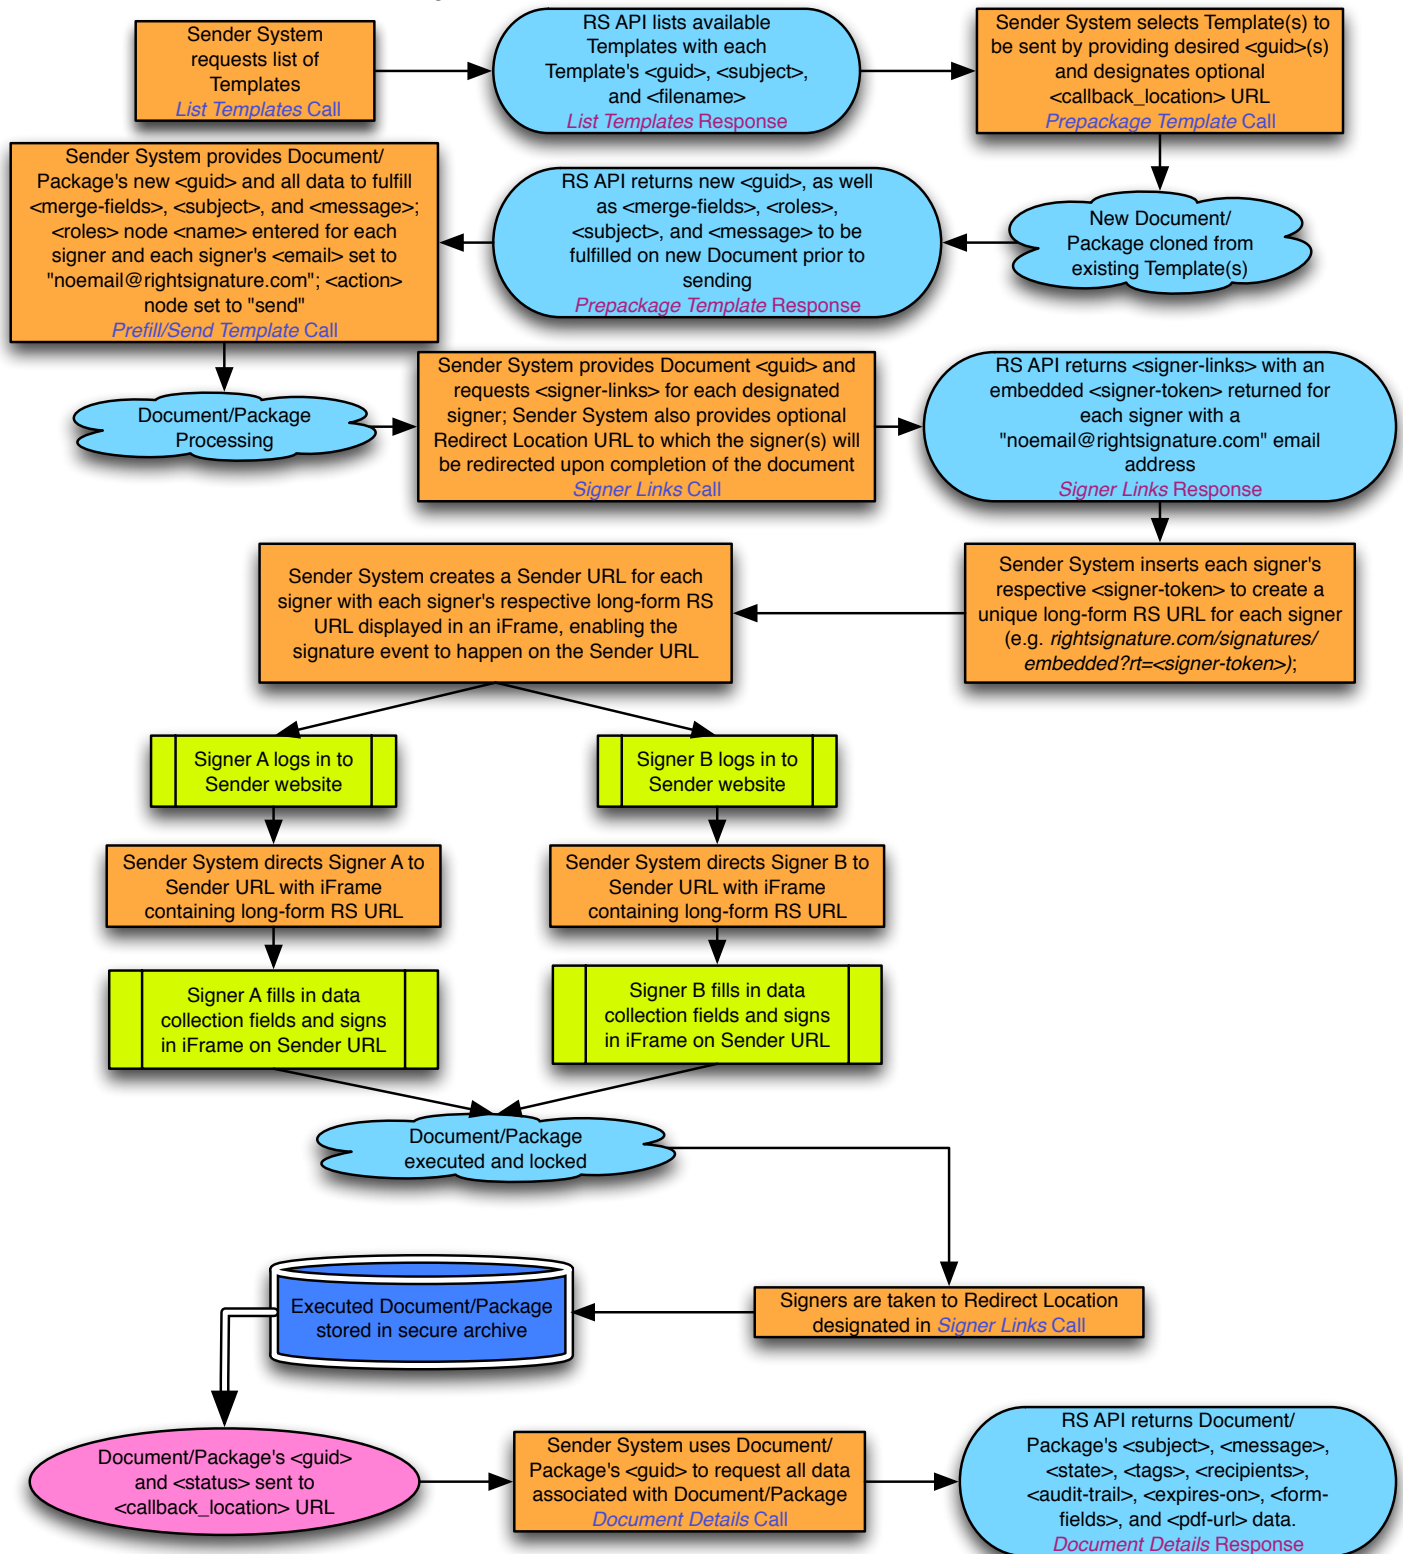 Sender System
requests list of
Templates
List Templates Call
RS API lists available
Templates with each
Template's <guid>, <subject>,
and <filename>
List Templates Response
Sender System selects Template(s) to
be sent by providing desired <guid>(s)
and designates optional
<callback_location> URL
Prepackage Template Call
New Document/
Package cloned from
existing Template(s)
RS API returns new <guid>, as well
as <merge-fields>, <roles>,
<subject>, and <message> to be
fulfilled on new Document prior to
sending
Prepackage Template Response
Sender System provides Document/
Package's new <guid> and all data to fulfill
<merge-fields>, <subject>, and <message>;
<roles> node <name> entered for each
signer and each signer's <email> set to
"noemail@rightsignature.com"; <action>
node set to "send"
Prefill/Send Template Call
Document/Package
Processing
Sender System provides Document <guid> and
requests <signer-links> for each designated
signer; Sender System also provides optional
Redirect Location URL to which the signer(s) will
be redirected upon completion of the document
Signer Links Call
RS API returns <signer-links> with an
embedded <signer-token> returned for
each signer with a
"noemail@rightsignature.com" email
address
Signer Links Response
Sender System inserts each signer's
respective <signer-token> to create a
unique long-form RS URL for each signer
(e.g. rightsignature.com/signatures/
embedded?rt=<signer-token>);
Sender System creates a Sender URL for each
signer with each signer's respective long-form RS
URL displayed in an iFrame, enabling the
signature event to happen on the Sender URL
Signer A logs in to
Sender website
Signer B logs in to
Sender website
Sender System directs Signer A to
Sender URL with iFrame
containing long-form RS URL
Sender System directs Signer B to
Sender URL with iFrame
containing long-form RS URL
Signer A fills in data
collection fields and signs
in iFrame on Sender URL
Signer B fills in data
collection fields and signs
in iFrame on Sender URL
Document/Package
executed and locked
Signers are taken to Redirect Location
designated in Signer Links Call
Executed Document/Package
stored in secure archive
Document/Package's <guid>
and <status> sent to
<callback_location> URL
Sender System uses Document/
Package's <guid> to request all data
associated with Document/Package
Document Details Call
RS API returns Document/
Package's <subject>, <message>,
<state>, <tags>, <recipients>,
<audit-trail>, <expires-on>, <form-
fields>, and <pdf-url> data.
Document Details Response